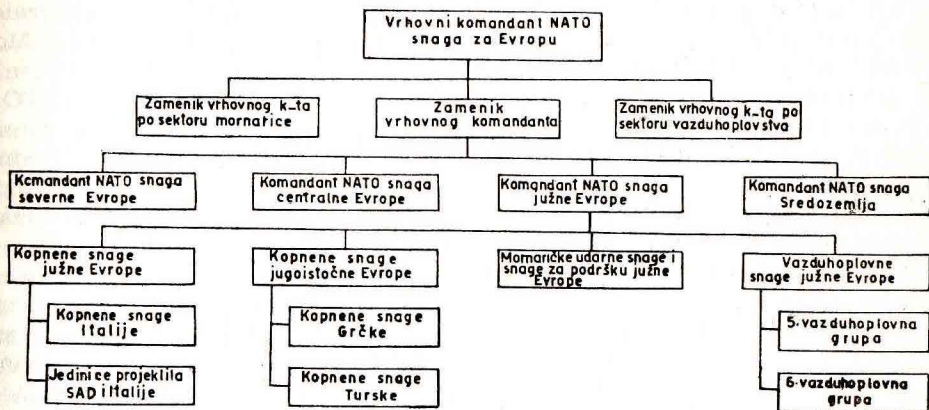 Vrhovni komandant NATO
snaga za Evropu
Zamenik vrhovnog k-ta
po sektoru mornarice
Zamenik
vrhovnog komandanta
Zamenik vrhovnog k-ta po
sektoru vazduhoplovstva
Komandant NATO snaga
severne Evrope
Komandant NATO snaga
centralne Evrope
Komandant NATO snaga
južne Evrope
Komandant NATO snaga
Sredozemlja
Kopnene snage
južne Evrope
Kopnene snage
jugoistočne Evrope
Mornaričke udarne snage i
snage za podršku južne
Evrope
Vazduhoplovne
snage južne Evrope
Kopnene snage
Italije
Kopnene snage
Grčke
5. vazduhoplovna
grupa
Jedinice projektila
SAD i Italije
Kopnene snage
Turske
6. vazduhoplovna
grupa